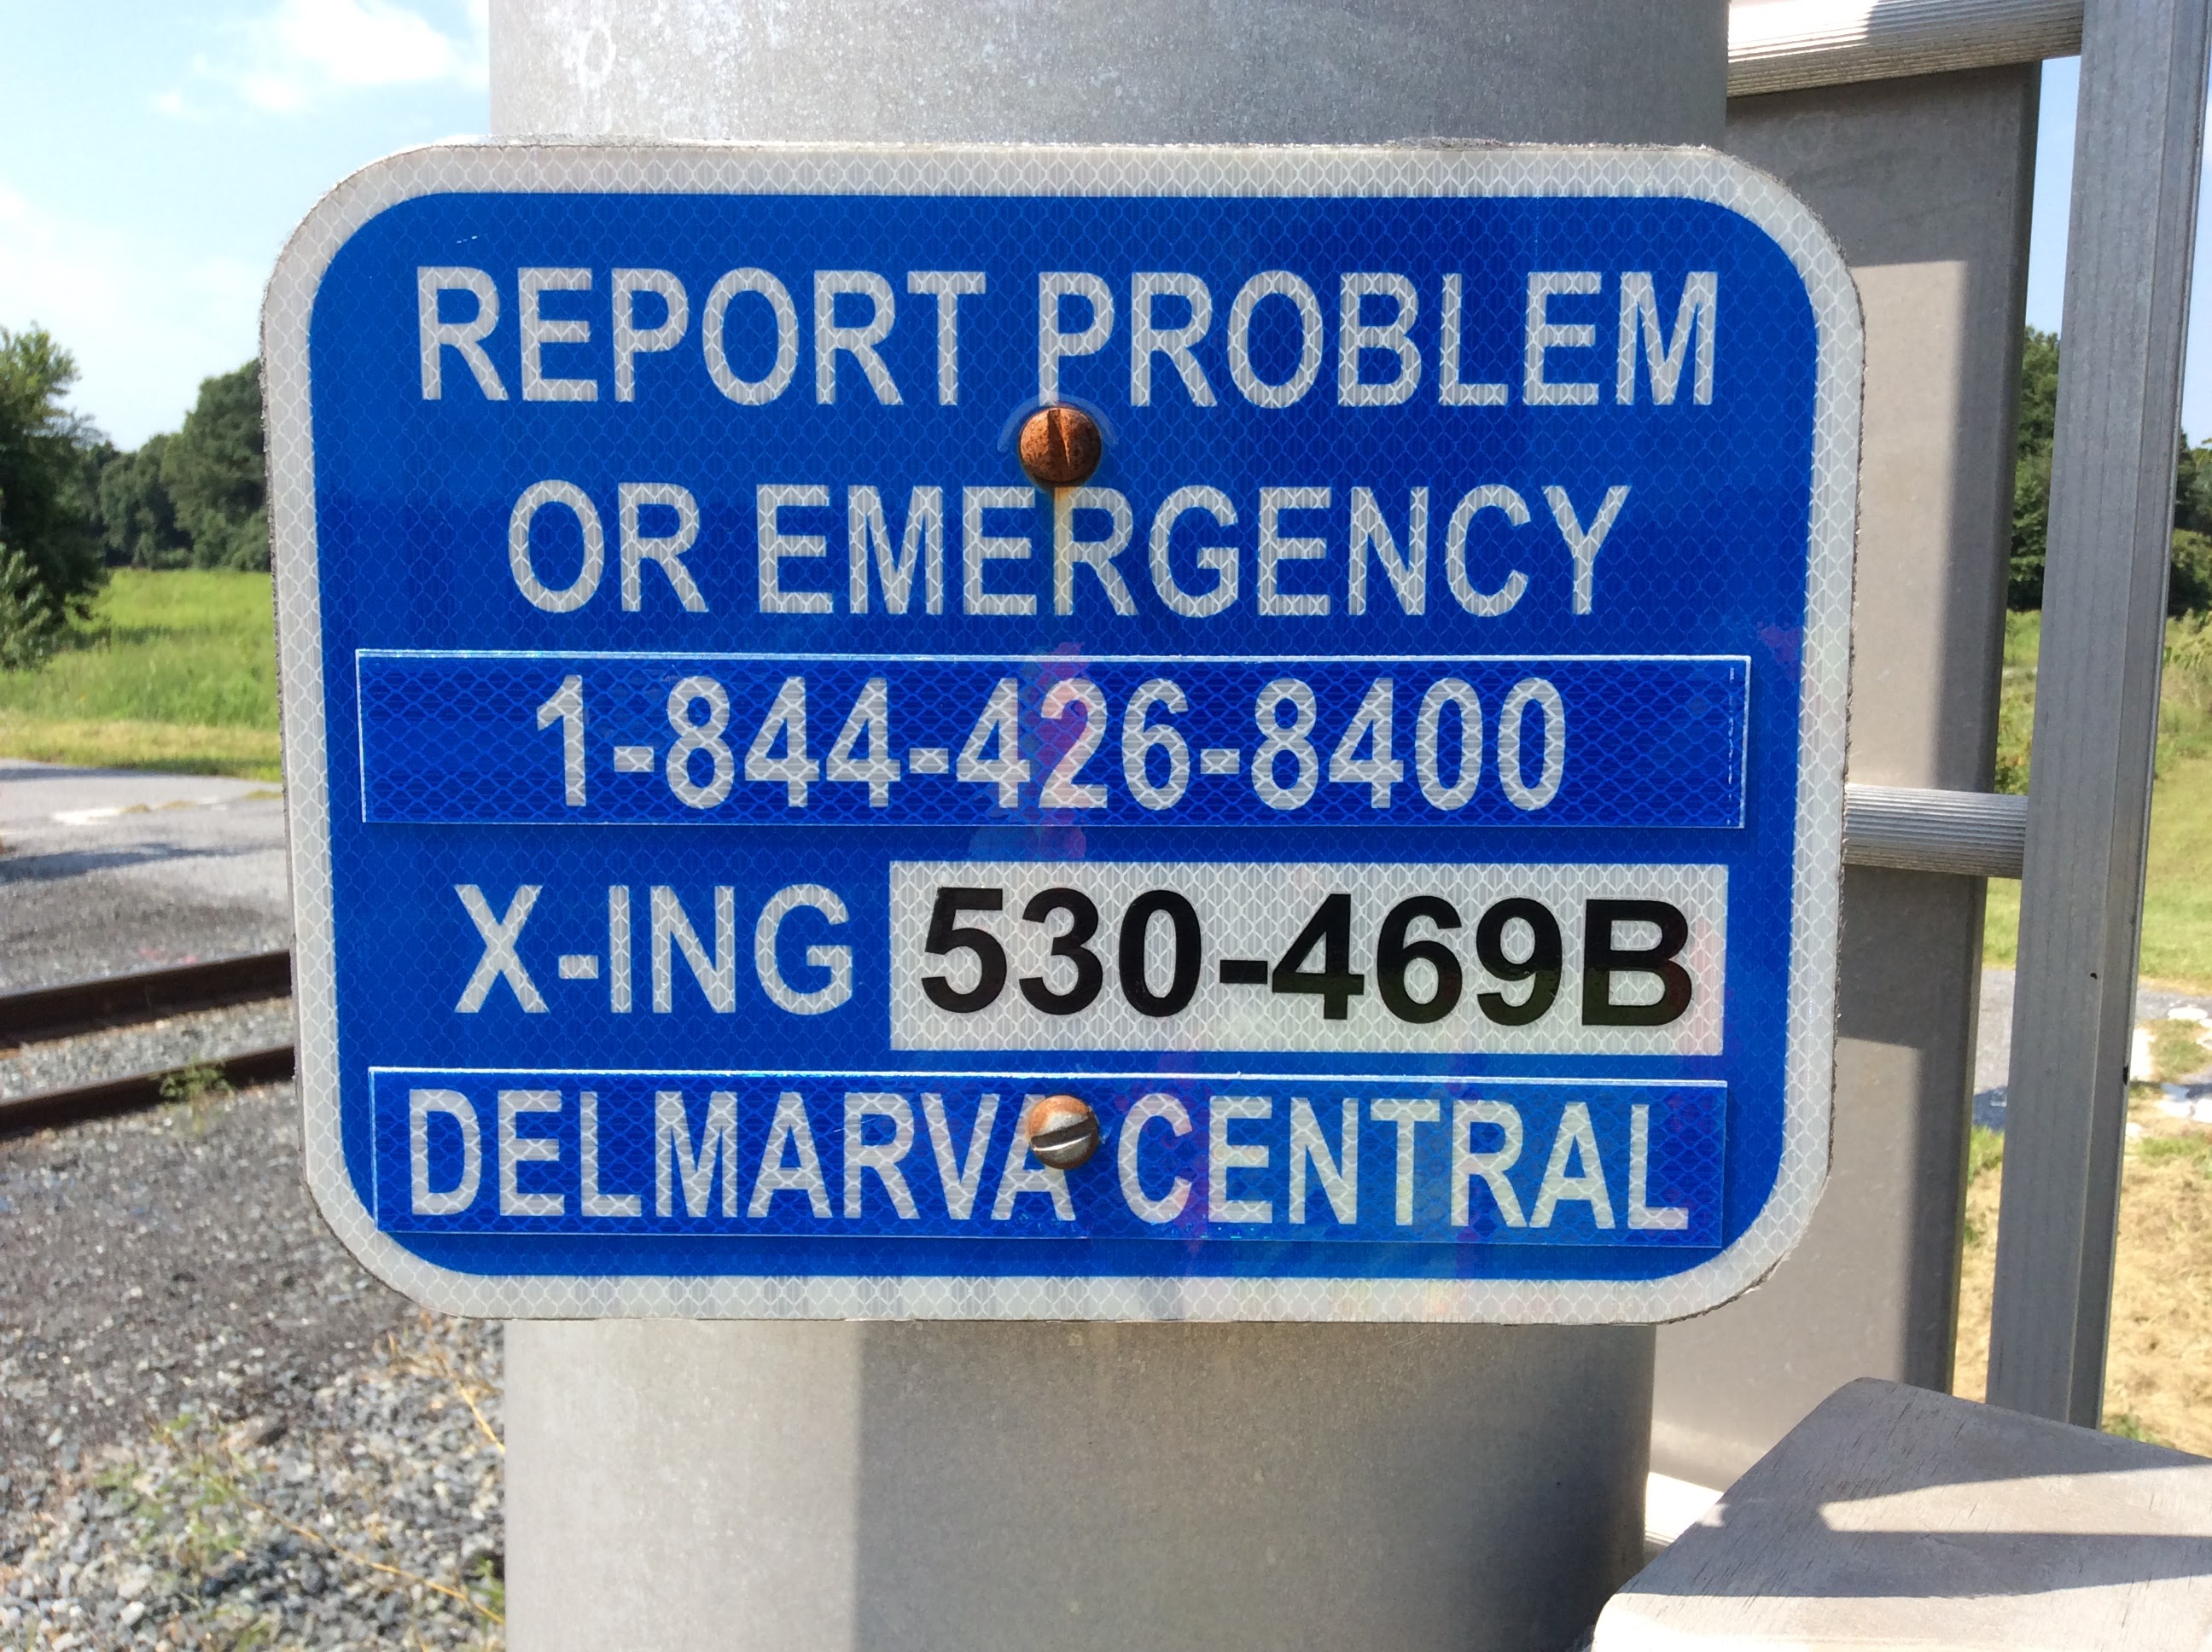 REPORT PROBLEM
OR EMERGENCY
1-844-426-8400
X-ING 530-469B
DELMARVA CENTRAL